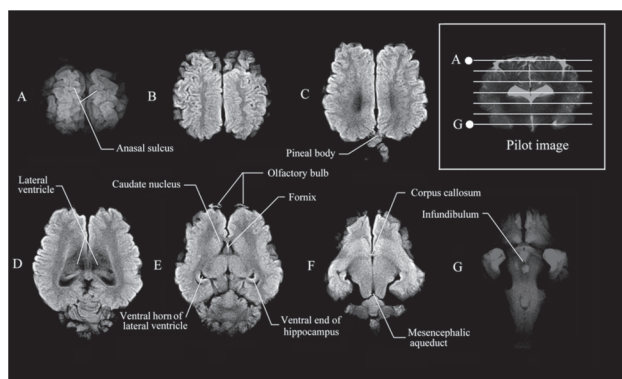 A
Anasal sulcus
B
C
Pineal body
A
G
Pilot image
Lateral
ventricle
D
Caudate nucleus
Olfactory bulb
Fornix
E
Ventral horn of
lateral ventricle
Ventral end of
hippocampus
Corpus callosum
F
Mesencephalic
aqueduct
Infundibulum
G